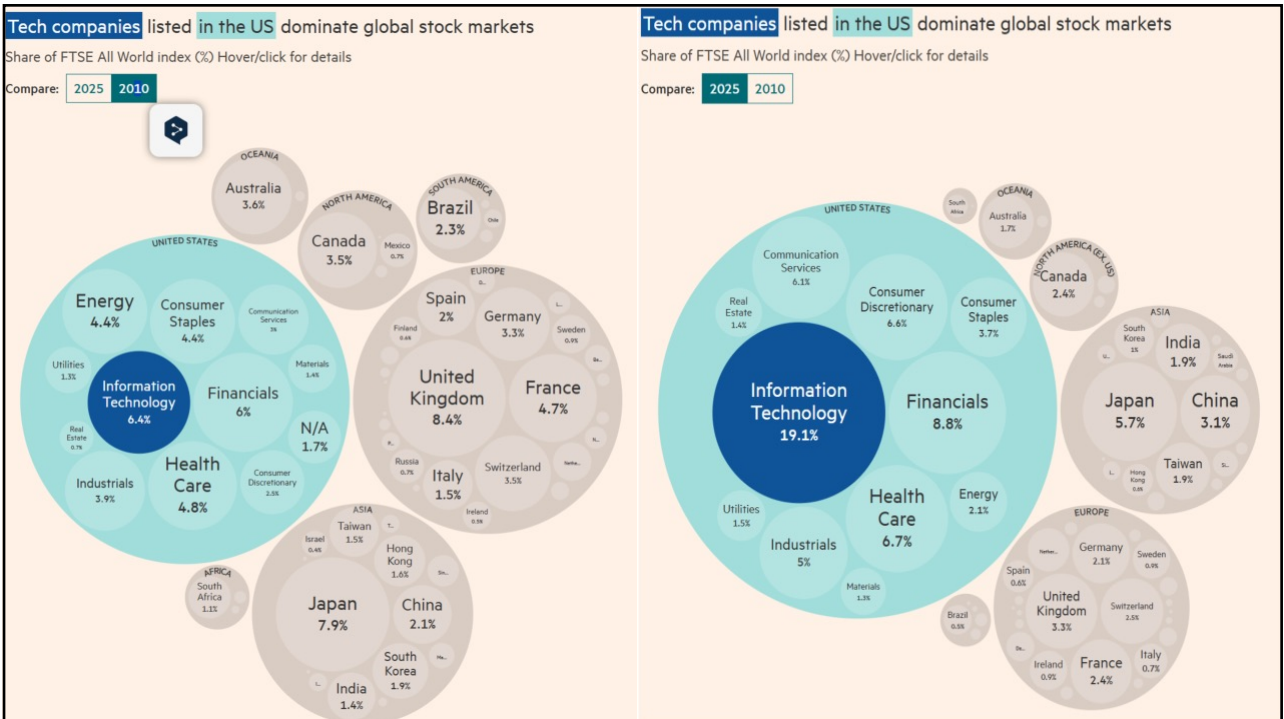 Tech companies listed in the US dominate global stock markets
Share of FTSE All World index (%) Hover/click for details
Compare: 2025 2010
OCEANIA
Australia
3.6%
NORTH AMERICA
Canada
3.5%
Mexico
0.7%
SOUTH AMERICA
Brazil
2.3%
Chile
UNITED STATES
Energy
4.4%
Consumer
Staples
4.4%
Communication
Services
3%
Utilities
1.3%
Information
Technology
6.4%
Financials
6%
Materials
1.4%
Real
Estate
0.7%
N/A
1.7%
Industrials
3.9%
Health
Care
4.8%
Consumer
Discretionary
2.5%
EUROPE
D...
Spain
2%
Germany
3.3%
L...
Finland
0.6%
Sweden
0.9%
Be...
United
Kingdom
8.4%
France
4.7%
P...
N...
Russia
0.7%
Italy
1.5%
Switzerland
3.5%
Nethe...
Ireland
0.5%
ASIA
Israel
0.4%
Taiwan
1.5%
T...
Hong
Kong
1.6%
Sin...
Japan
7.9%
China
2.1%
South
Korea
1.9%
Ma...
I...
India
1.4%
AFRICA
South
Africa
1.1%
Tech companies listed in the US dominate global stock markets
Share of FTSE All World index (%) Hover/click for details
Compare: 2025 2010
UNITED STATES
Communication
Services
6.1%
Real
Estate
1.4%
Consumer
Discretionary
6.6%
Consumer
Staples
3.7%
Information
Technology
19.1%
Financials
8.8%
Utilities
1.5%
Industrials
5%
Health
Care
6.7%
Energy
2.1%
Materials
1.3%
South
Africa
OCEANIA
Australia
1.7%
NORTH AMERICA (EX. US)
Canada
2.4%
ASIA
South
Korea
1%
India
1.9%
U...
Saudi
Arabia
Japan
5.7%
China
3.1%
Hong
Kong
Taiwan
1.9%
Si...
EUROPE
Nether...
Germany
2.1%
Sweden
0.9%
Spain
0.6%
United
Kingdom
3.3%
Switzerland
2.5%
De...
Ireland
0.9%
France
2.4%
Italy
0.7%
Brazil
0.5%